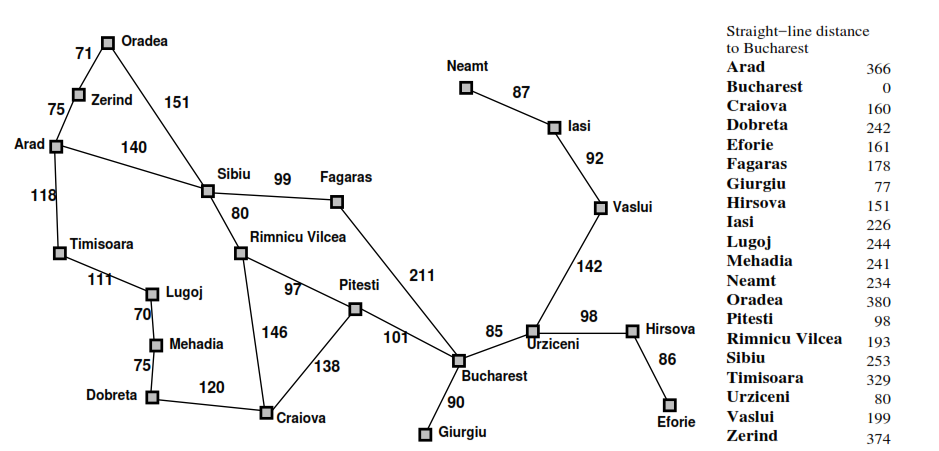 Oradea
71
Neamt
Zerind
87
75
151
Iasi
Arad
140
92
Sibiu
99
Fagaras
118
80
Vaslui
Rimnicu Vilcea
Timisoara
142
111
Lugoj
97
Pitesti
211
70
98
Hirsova
Mehadia
146
101
85
Urziceni
75
138
86
Bucharest
Dobreta
120
90
Craiova
Eforie
Giurgiu
Straight−line distance
to Bucharest
Arad 366
Bucharest 0
Craiova 160
Dobreta 242
Eforie 161
Fagaras 178
Giurgiu 77
Hirsova 151
Iasi 226
Lugoj 244
Mehadia 241
Neamt 234
Oradea 380
Pitesti 98
Rimnicu Vilcea 193
Sibiu 253
Timisoara 329
Urziceni 80
Vaslui 199
Zerind 374